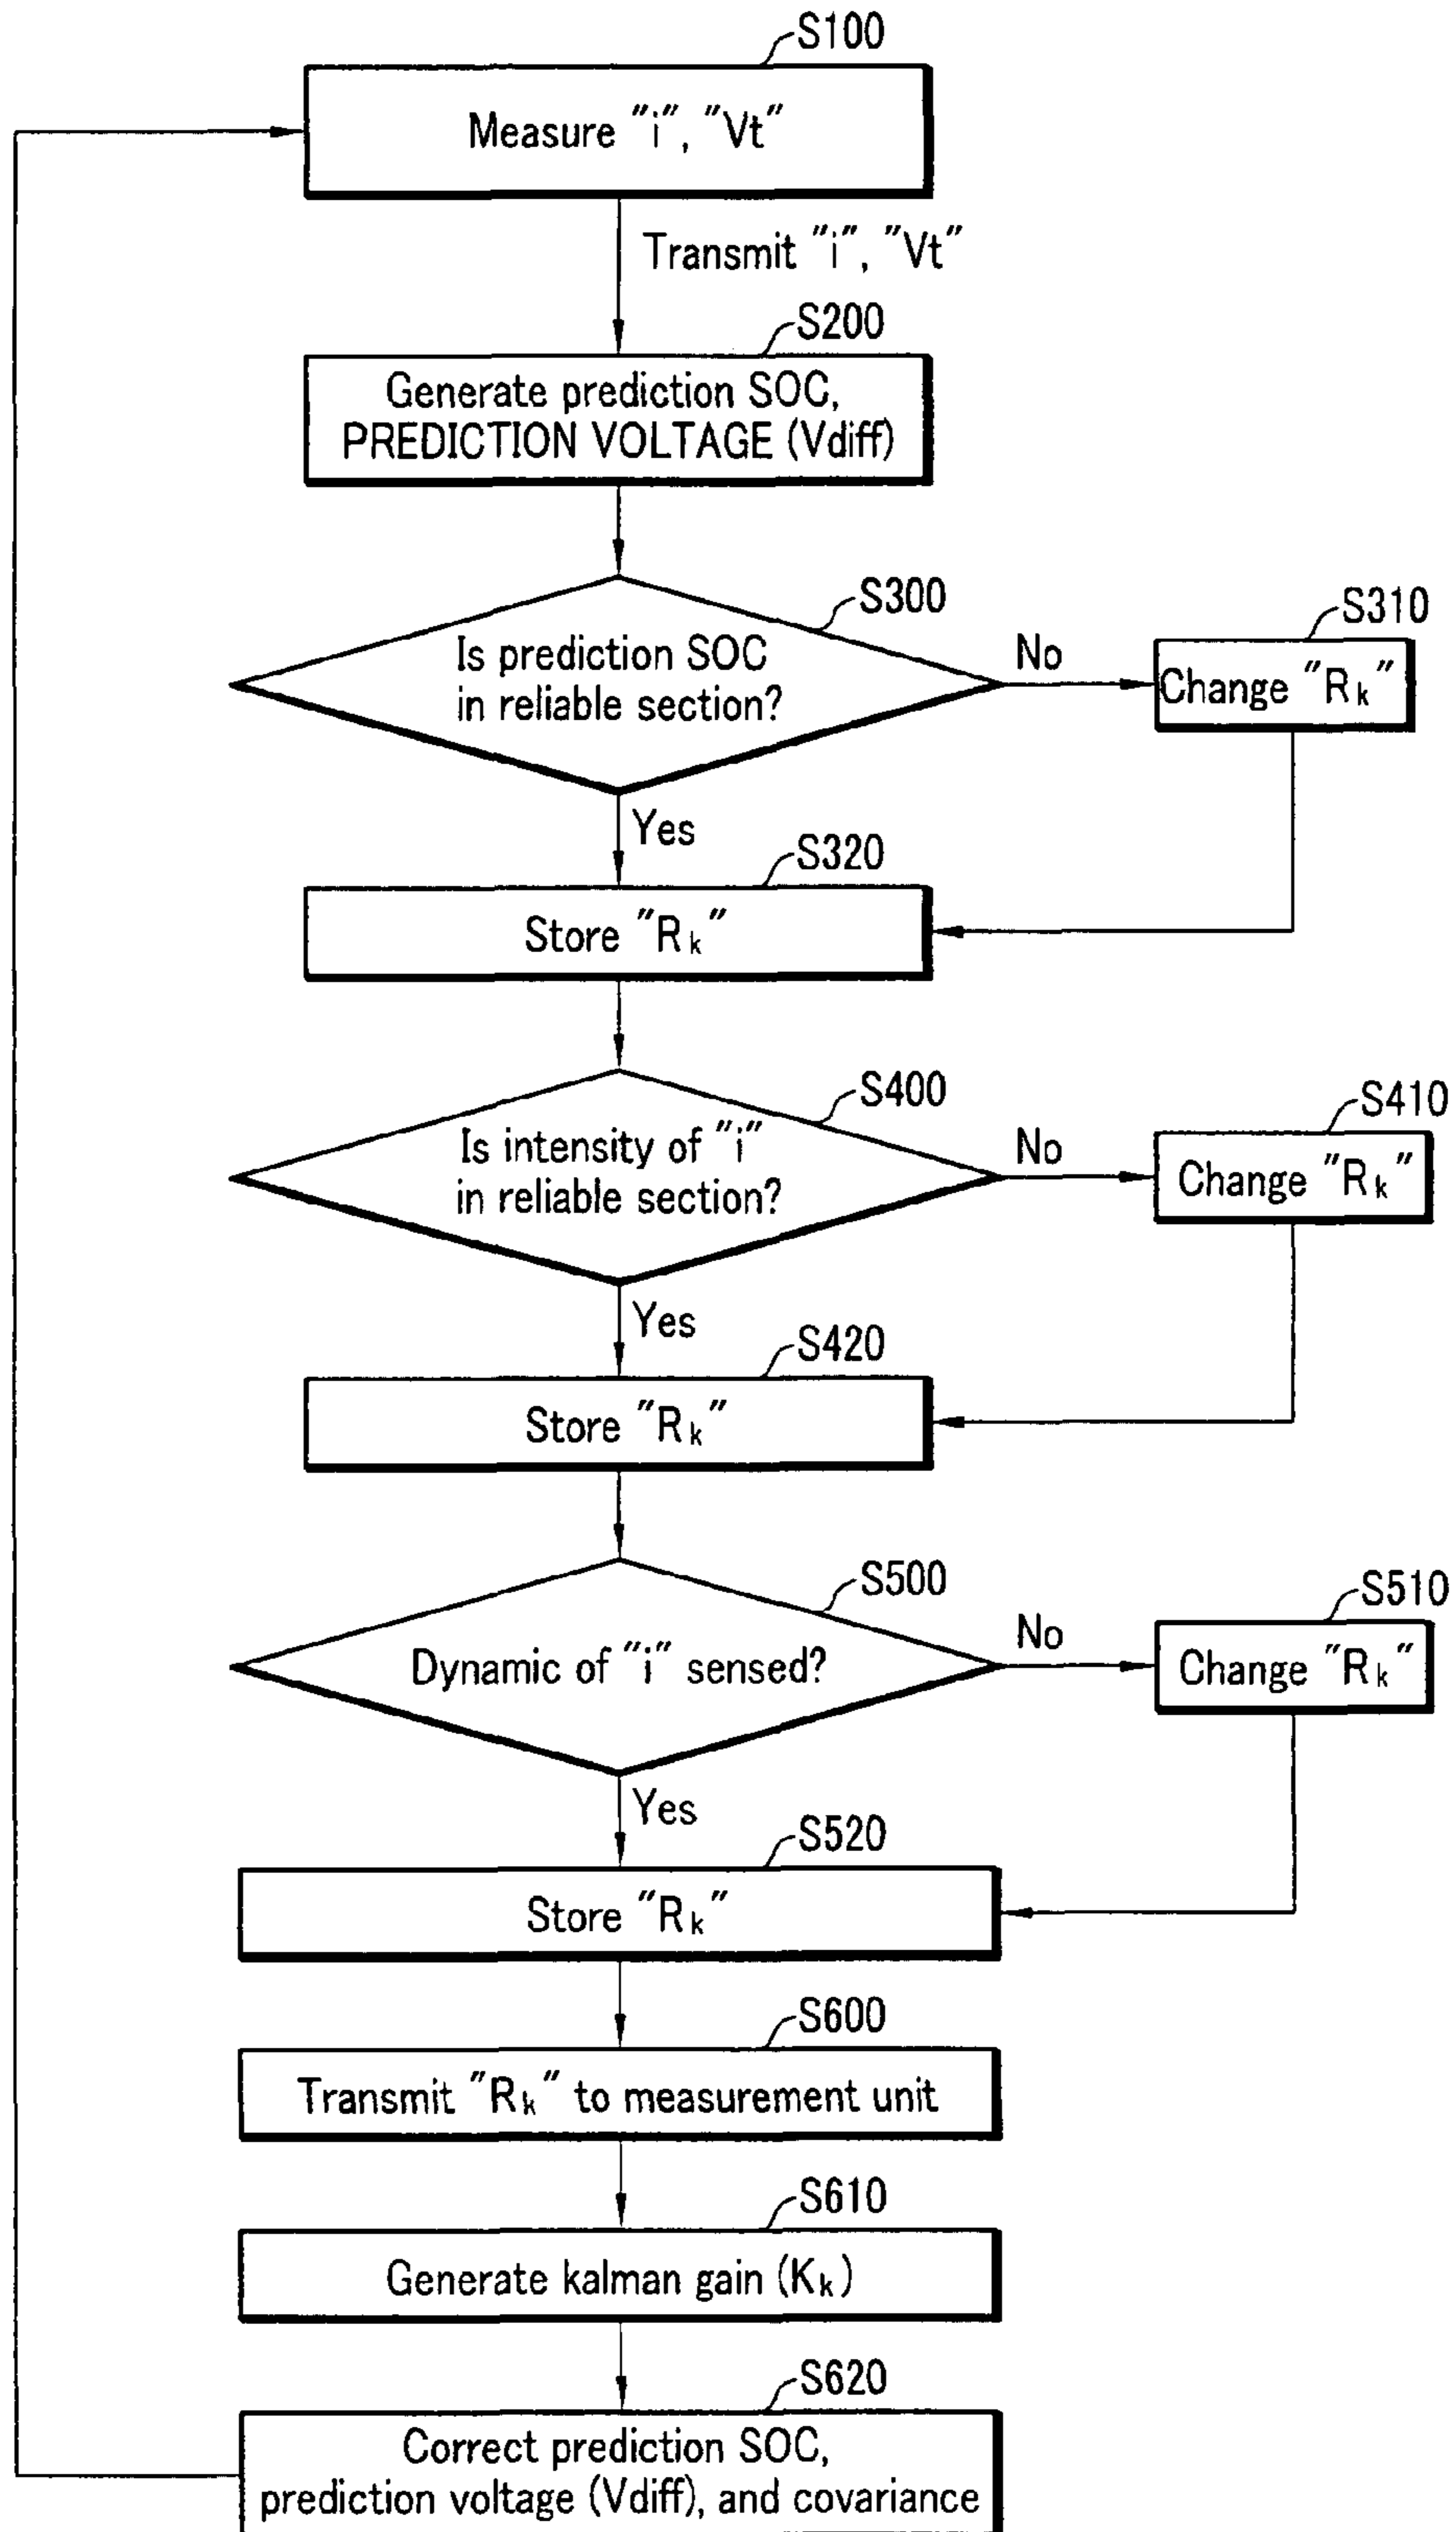 S100
Measure "i", "Vt"
Transmit "i", "Vt"
S200
Generate prediction SOC,
PREDICTION VOLTAGE (Vdiff)
S300
Is prediction SOC
in reliable section?
No
S310
Change "Rk"
Yes
S320
Store "Rk"
S400
Is intensity of "i"
in reliable section?
No
S410
Change "Rk"
Yes
S420
Store "Rk"
S500
Dynamic of "i" sensed?
No
S510
Change "Rk"
Yes
S520
Store "Rk"
S600
Transmit "Rk" to measurement unit
S610
Generate kalman gain (Kk)
S620
Correct prediction SOC,
prediction voltage (Vdiff), and covariance